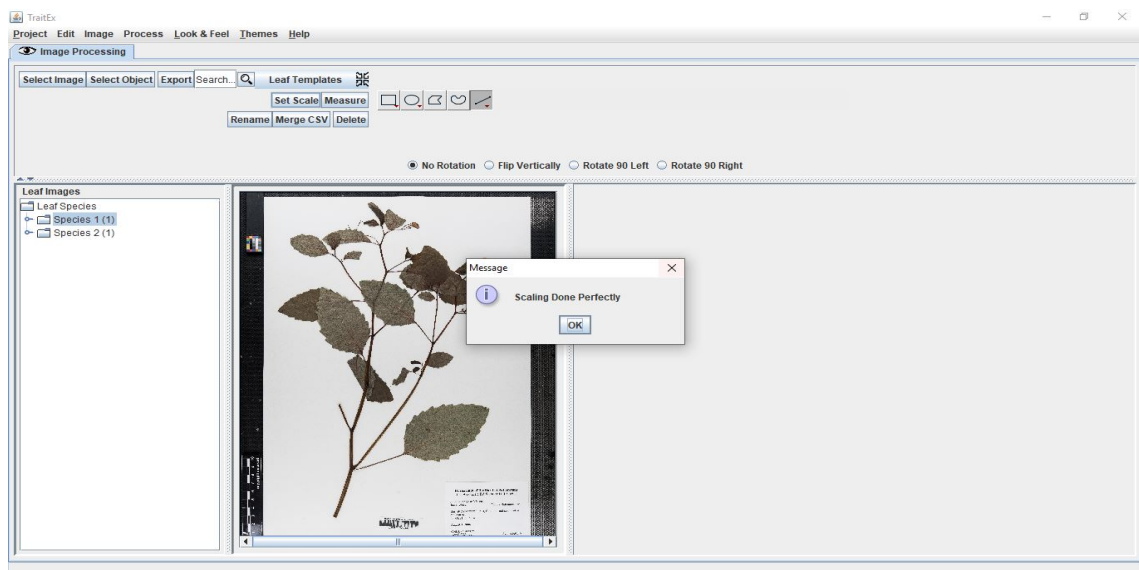 TraitEx
Project Edit Image Process Look & Feel Themes Help
Image Processing
Select Image Select Object Export Search... Leaf Templates
Set Scale Measure
Rename Merge CSV Delete
No Rotation Flip Vertically Rotate 90 Left Rotate 90 Right
Leaf Images
Leaf Species
Species 1 (1)
Species 2 (1)
Message
Scaling Done Perfectly
OK